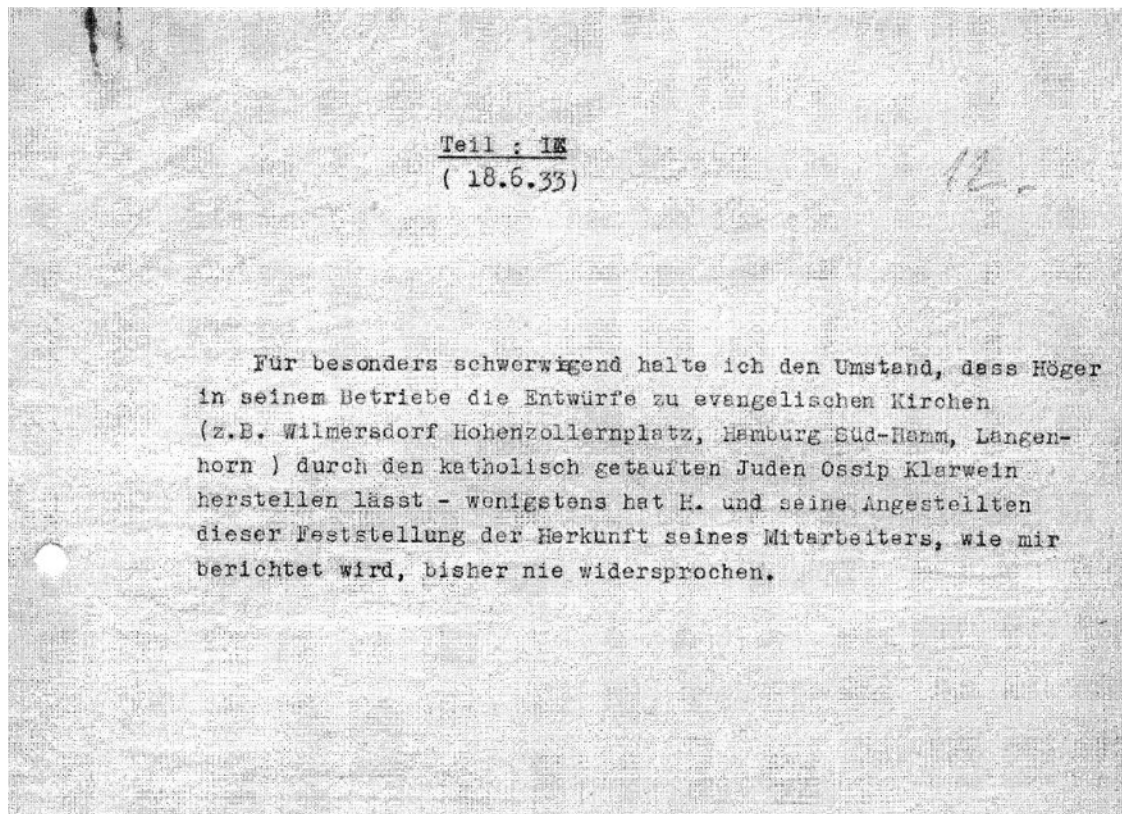 Teil : II
( 18.6.33)
12.
Für besonders schwerwigend halte ich den Umstand, dass Höger
in seinem Betriebe die Entwürfe zu evangelischen Kirchen
(z.B. Wilmersdorf Hohenzollernplatz, Hamburg Süd-Hamm, Langen-
horn ) durch den katholisch getauften Juden Ossip Klarwein
herstellen lässt - wenigstens hat H. und seine Angestellten
dieser Feststellung der Herkunft seines Mitarbeiters, wie mir
berichtet wird, bisher nie widersprochen.